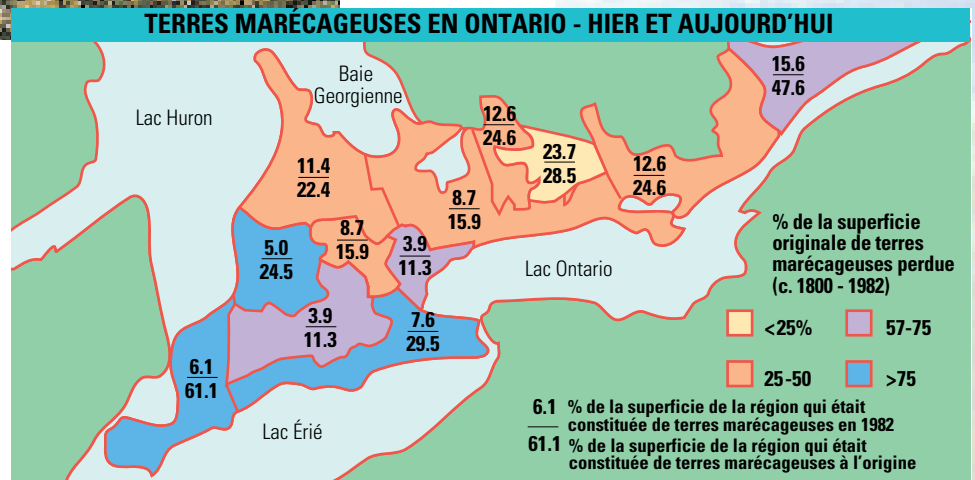 TERRES MARÉCAGEUSES EN ONTARIO - HIER ET AUJOURD'HUI
Lac Huron
Baie
Georgienne
15.6
47.6
12.6
24.6
23.7
28.5
12.6
24.6
11.4
22.4
8.7
15.9
8.7
15.9
3.9
11.3
5.0
24.5
Lac Ontario
3.9
11.3
7.6
29.5
6.1
61.1
Lac Érié
% de la superficie
originale de terres
marécageuses perdue
(c. 1800 - 1982)
<25%
57-75
25-50
>75
6.1 % de la superficie de la région qui était
constituée de terres marécageuses en 1982
61.1 % de la superficie de la région qui était
constituée de terres marécageuses à l'origine